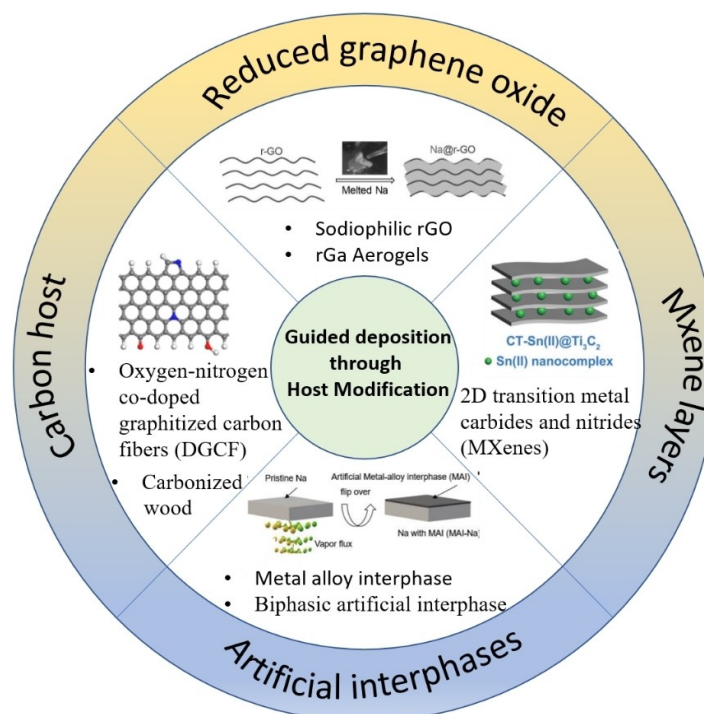 Reduced graphene oxide
r-GO
Na@r-GO
Melted Na
• Sodiophilic rGO
• rGa Aerogels
Carbon host
• Oxygen-nitrogen
co-doped
graphitized carbon
fibers (DGCF)
• Carbonized
wood
Guided deposition
through
Host Modification
Mxene layers
CT-Sn(II)@Ti₃C₂
Sn(II) nanocomplex
2D transition metal
carbides and nitrides
(MXenes)
Pristine Na
Artificial Metal-alloy interphase (MAI)
flip over
Vapor flux
Na with MAI (MAI-Na)
• Metal alloy interphase
• Biphasic artificial interphase
Artificial interphases